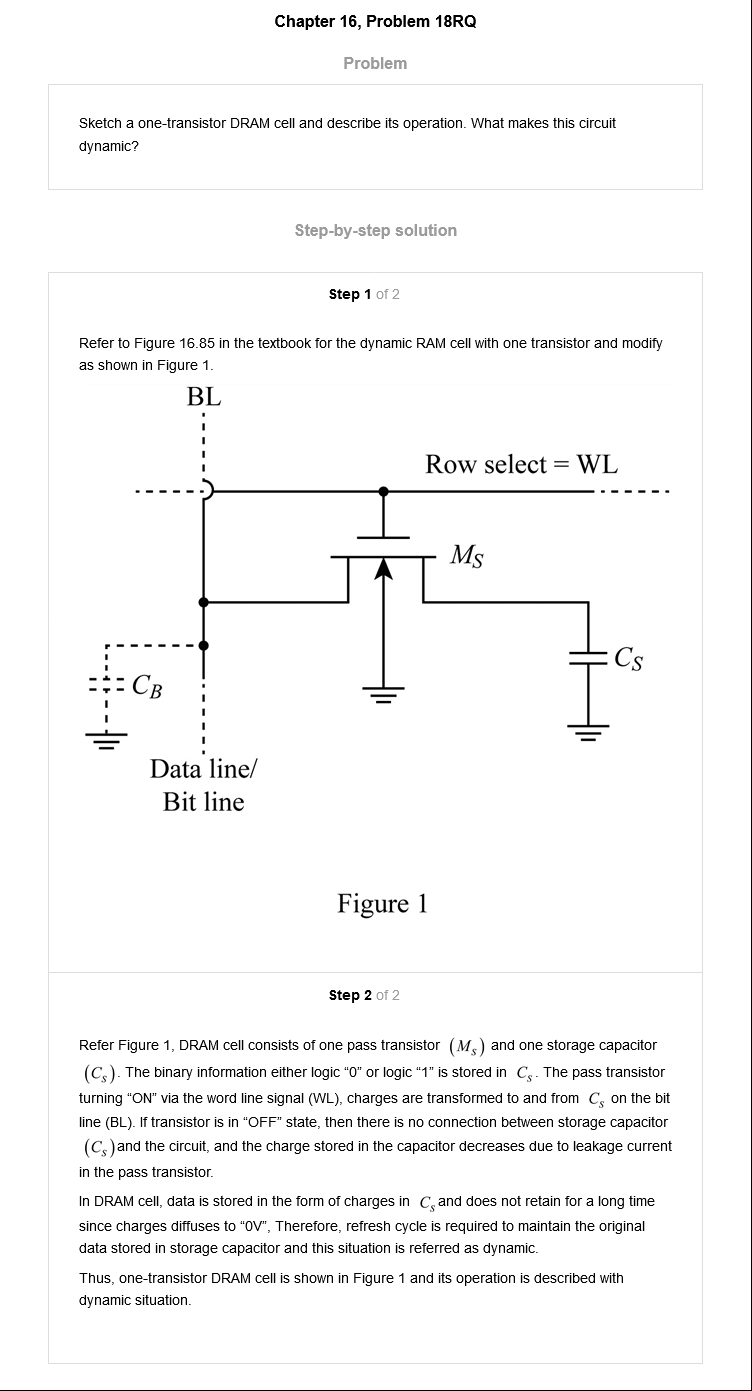 Chapter 16, Problem 18RQ
Problem
Sketch a one-transistor DRAM cell and describe its operation. What makes this circuit
dynamic?
Step-by-step solution
Step 1 of 2
Refer to Figure 16.85 in the textbook for the dynamic RAM cell with one transistor and modify
as shown in Figure 1.
BL
Row select = WL
M_S
C_S
C_B
Data line/
Bit line
Figure 1
Step 2 of 2
Refer Figure 1, DRAM cell consists of one pass transistor (M_s) and one storage capacitor
(C_s). The binary information either logic “0” or logic “1” is stored in C_s. The pass transistor
turning “ON” via the word line signal (WL), charges are transformed to and from C_s on the bit
line (BL). If transistor is in “OFF” state, then there is no connection between storage capacitor
(C_s) and the circuit, and the charge stored in the capacitor decreases due to leakage current
in the pass transistor.
In DRAM cell, data is stored in the form of charges in C_s and does not retain for a long time
since charges diffuses to “0V”, Therefore, refresh cycle is required to maintain the original
data stored in storage capacitor and this situation is referred as dynamic.
Thus, one-transistor DRAM cell is shown in Figure 1 and its operation is described with
dynamic situation.